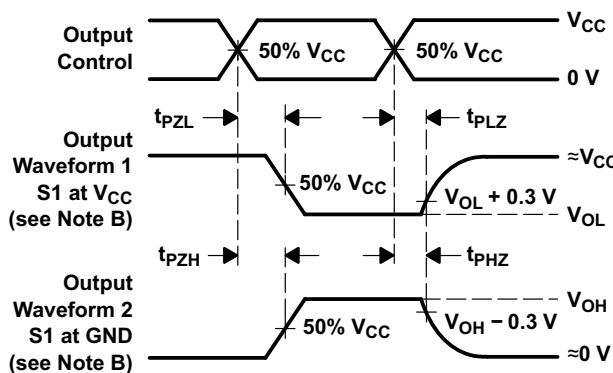 Output
Control
50% VCC
50% VCC
VCC
0 V
tPZL
tPLZ
Output
Waveform 1
S1 at VCC
(see Note B)
50% VCC
≈VCC
VOL + 0.3 V
VOL
tPZH
tPHZ
Output
Waveform 2
S1 at GND
(see Note B)
50% VCC
VOH
VOH − 0.3 V
≈0 V